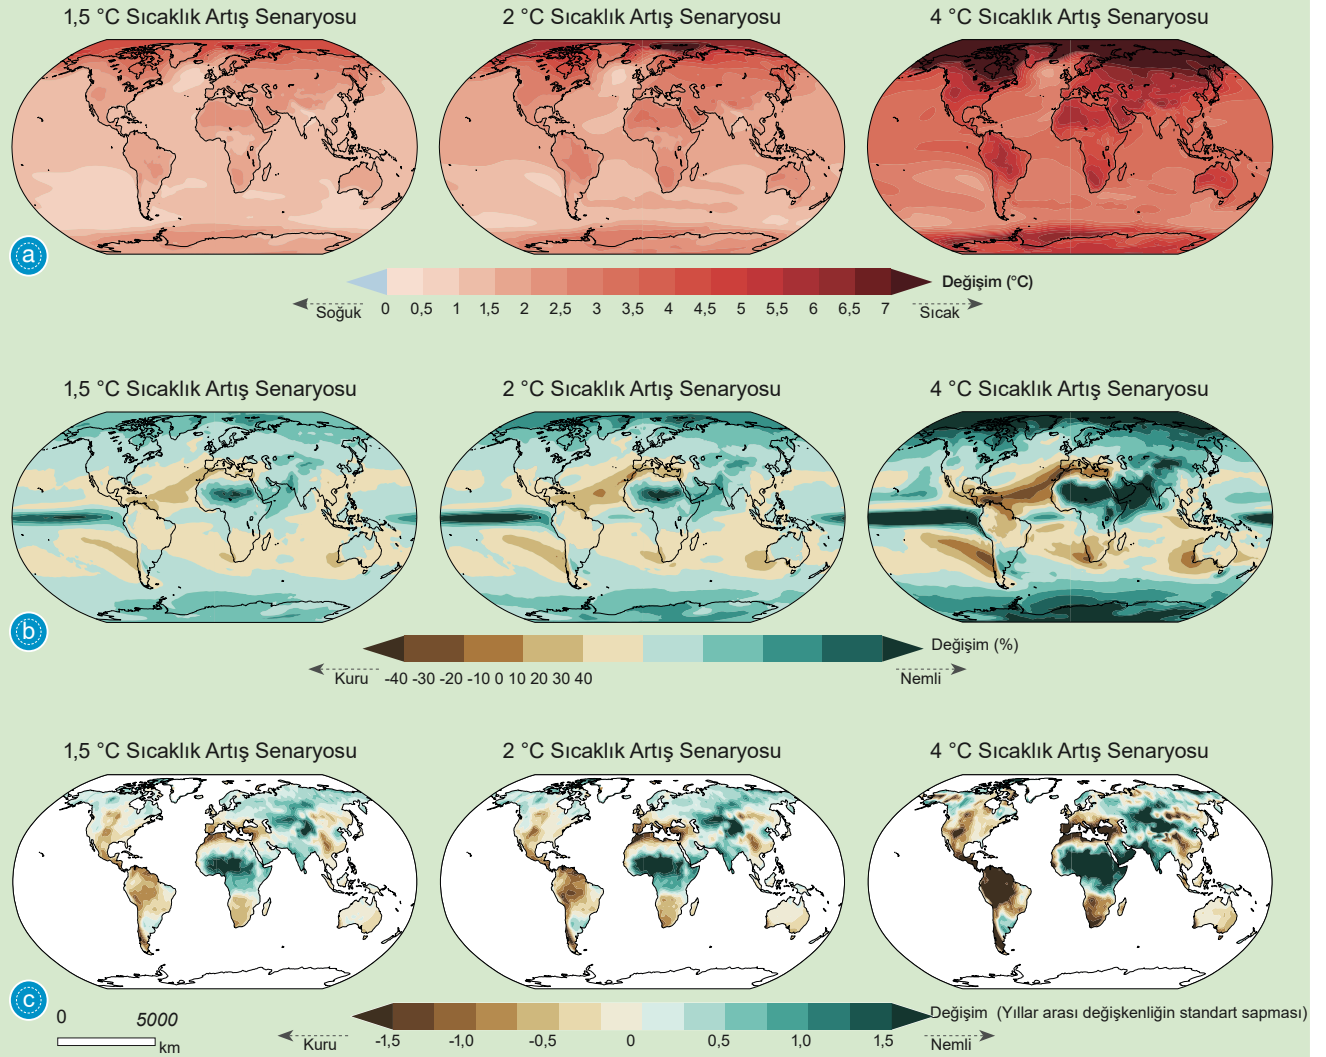 1,5 °C Sıcaklık Artış Senaryosu
2 °C Sıcaklık Artış Senaryosu
4 °C Sıcaklık Artış Senaryosu
a
Değişim (°C)
Soğuk
0 0,5 1 1,5 2 2,5 3 3,5 4 4,5 5 5,5 6 6,5 7
Sıcak
1,5 °C Sıcaklık Artış Senaryosu
2 °C Sıcaklık Artış Senaryosu
4 °C Sıcaklık Artış Senaryosu
b
Değişim (%)
Kuru
-40 -30 -20 -10 0 10 20 30 40
Nemli
1,5 °C Sıcaklık Artış Senaryosu
2 °C Sıcaklık Artış Senaryosu
4 °C Sıcaklık Artış Senaryosu
c
0 5000
km
Değişim (Yıllar arası değişkenliğin standart sapması)
Kuru
-1,5 -1,0 -0,5 0 0,5 1,0 1,5
Nemli